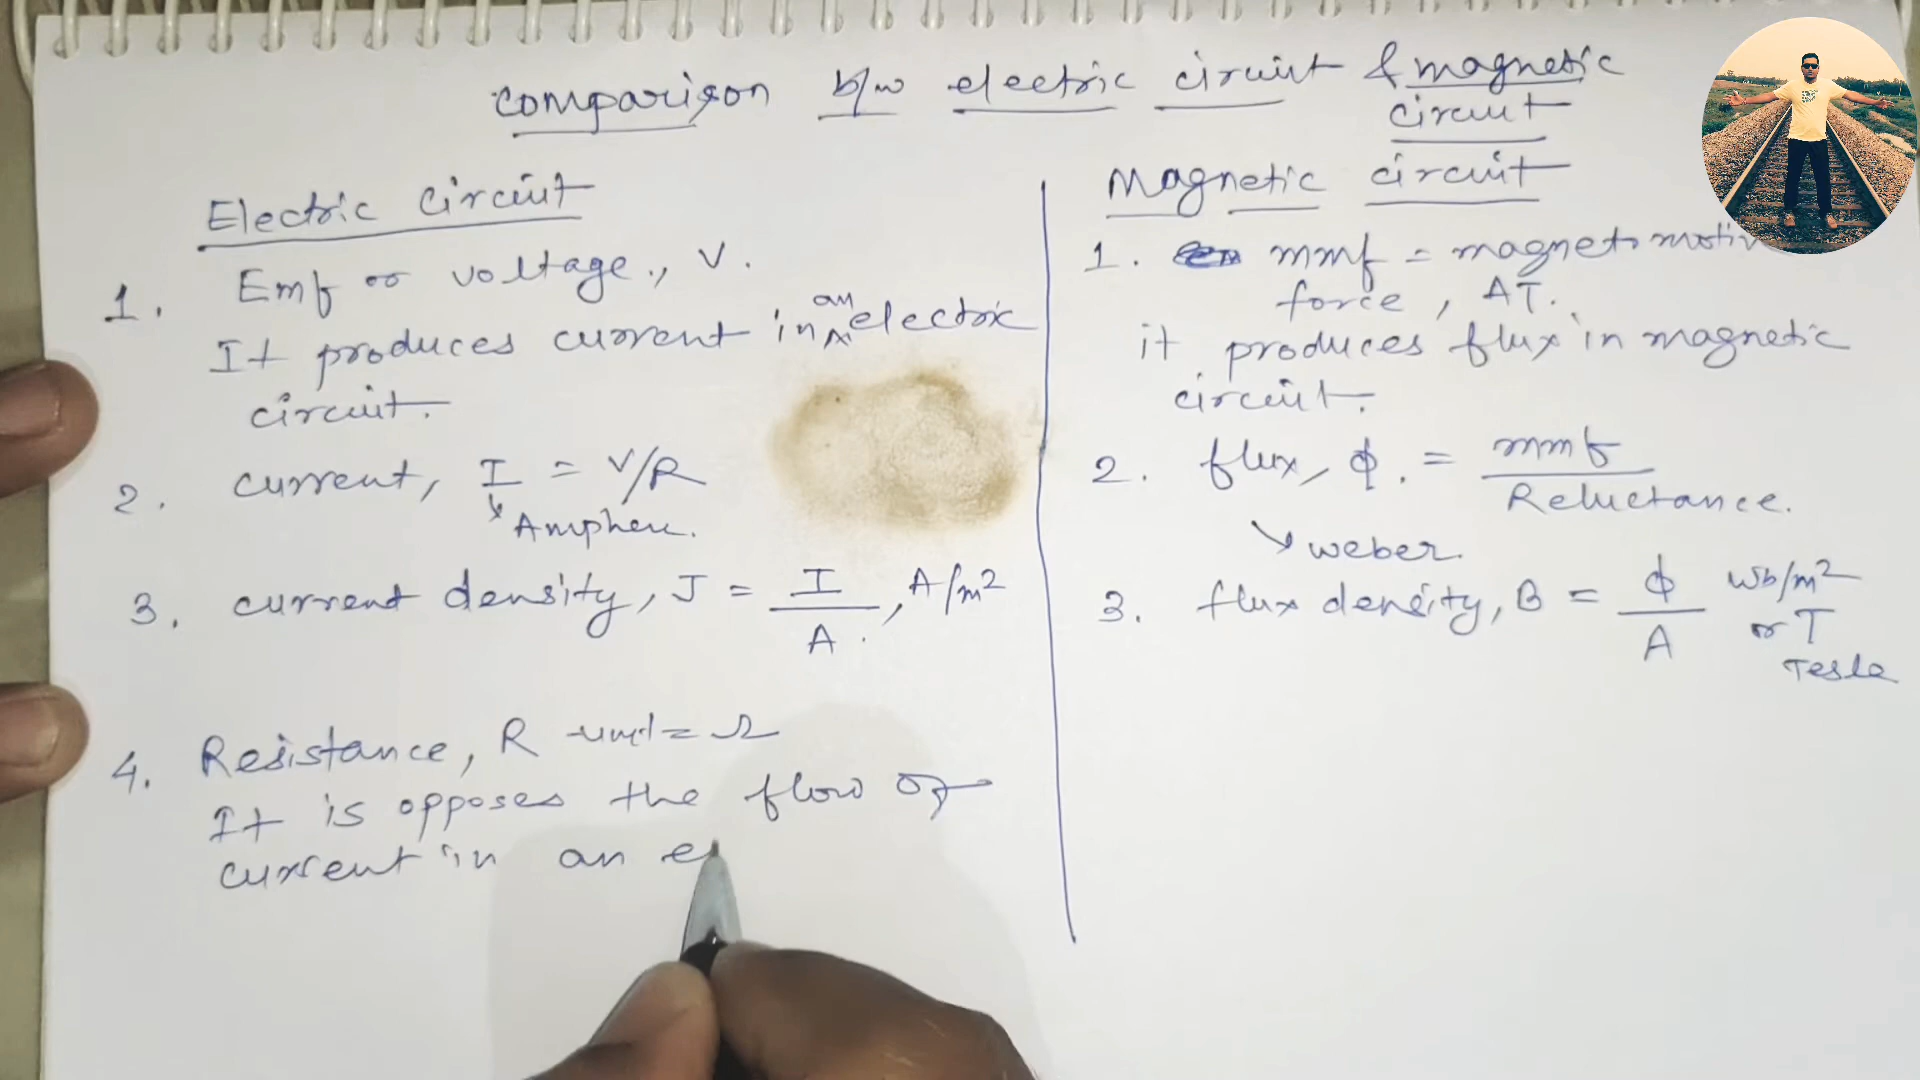 comparison b/w electric circuit & magnetic
circuit
Electric circuit
1. Emf or voltage, V.
It produces current in an electric
circuit.
2. current, I = V/R
Amphere.
3. current density, J = I/A, A/m²
4. Resistance, R unit = Ω
It is opposes the flow of
current in an e
Magnetic circuit
1. mmf = magneto motiv
force, AT.
it produces flux in magnetic
circuit.
2. flux, ϕ. = mmf/Reluctance.
weber.
3. flux density, B = ϕ/A wb/m²
or T
Tesla